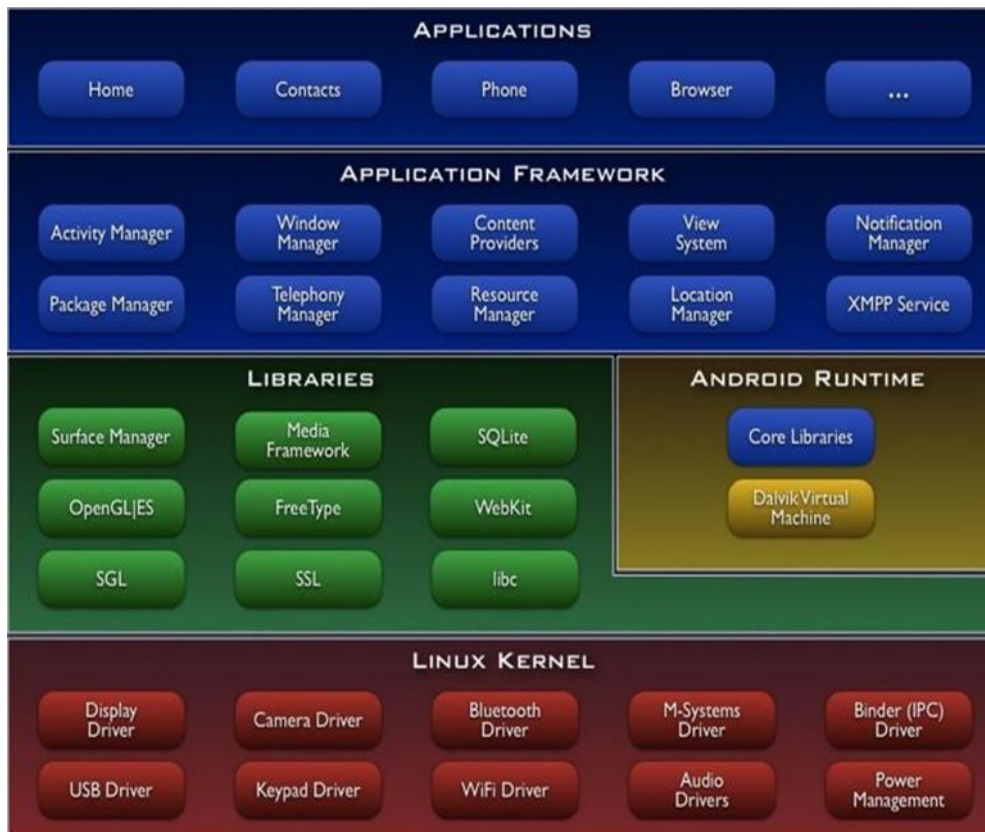 APPLICATIONS
Home
Contacts
Phone
Browser
...
APPLICATION FRAMEWORK
Activity Manager
Window
Manager
Content
Providers
View
System
Notification
Manager
Package Manager
Telephony
Manager
Resource
Manager
Location
Manager
XMPP Service
LIBRARIES
Surface Manager
Media
Framework
SQLite
OpenGL|ES
FreeType
WebKit
SGL
SSL
libc
ANDROID RUNTIME
Core Libraries
Dalvik Virtual
Machine
LINUX KERNEL
Display
Driver
Camera Driver
Bluetooth
Driver
M-Systems
Driver
Binder (IPC)
Driver
USB Driver
Keypad Driver
WiFi Driver
Audio
Drivers
Power
Management